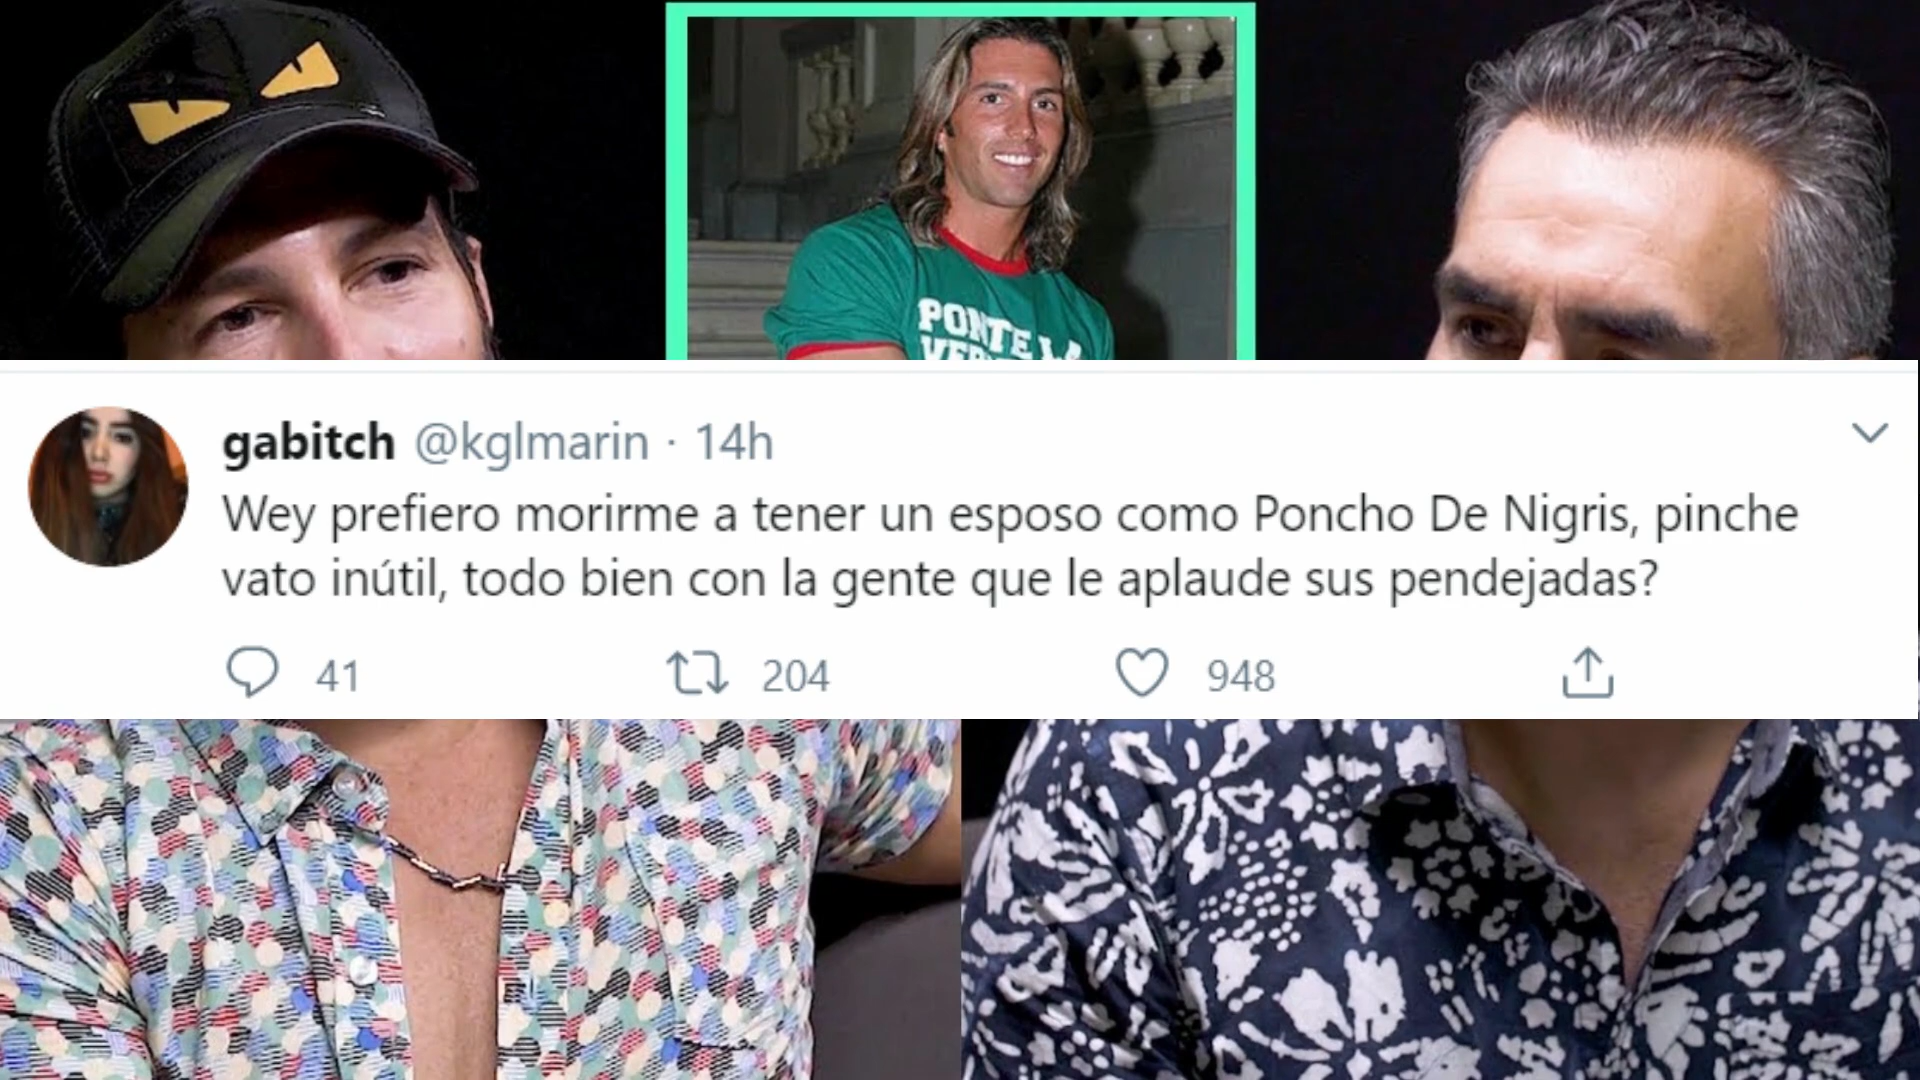 PONTE LA
gabitch @kglmarin · 14h
Wey prefiero morirme a tener un esposo como Poncho De Nigris, pinche
vato inútil, todo bien con la gente que le aplaude sus pendejadas?
41 204 948